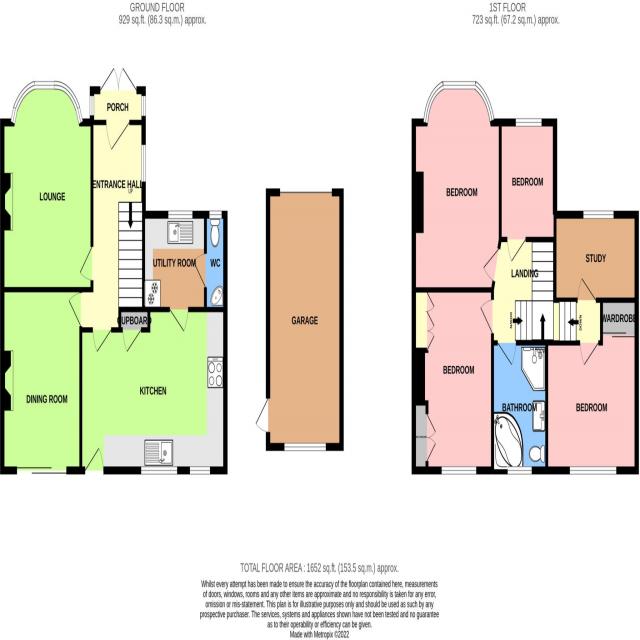 GROUND FLOOR
929 sq.ft. (86.3 sq.m.) approx.
1ST FLOOR
723 sq.ft. (67.2 sq.m.) approx.
PORCH
LOUNGE
ENTRANCE HALL
UP
UTILITY ROOM
WC
CUPBOARD
DINING ROOM
KITCHEN
GARAGE
BEDROOM
BEDROOM
STUDY
LANDING
WARDROBE
DOWN
DOWN
BEDROOM
BATHROOM
BEDROOM
TOTAL FLOOR AREA : 1652 sq.ft. (153.5 sq.m.) approx.
Whilst every attempt has been made to ensure the accuracy of the floorplan contained here, measurements
of doors, windows, rooms and any other items are approximate and no responsibility is taken for any error,
omission or mis-statement. This plan is for illustrative purposes only and should be used as such by any
prospective purchaser. The services, systems and appliances shown have not been tested and no guarantee
as to their operability or efficiency can be given.
Made with Metropix ©2022